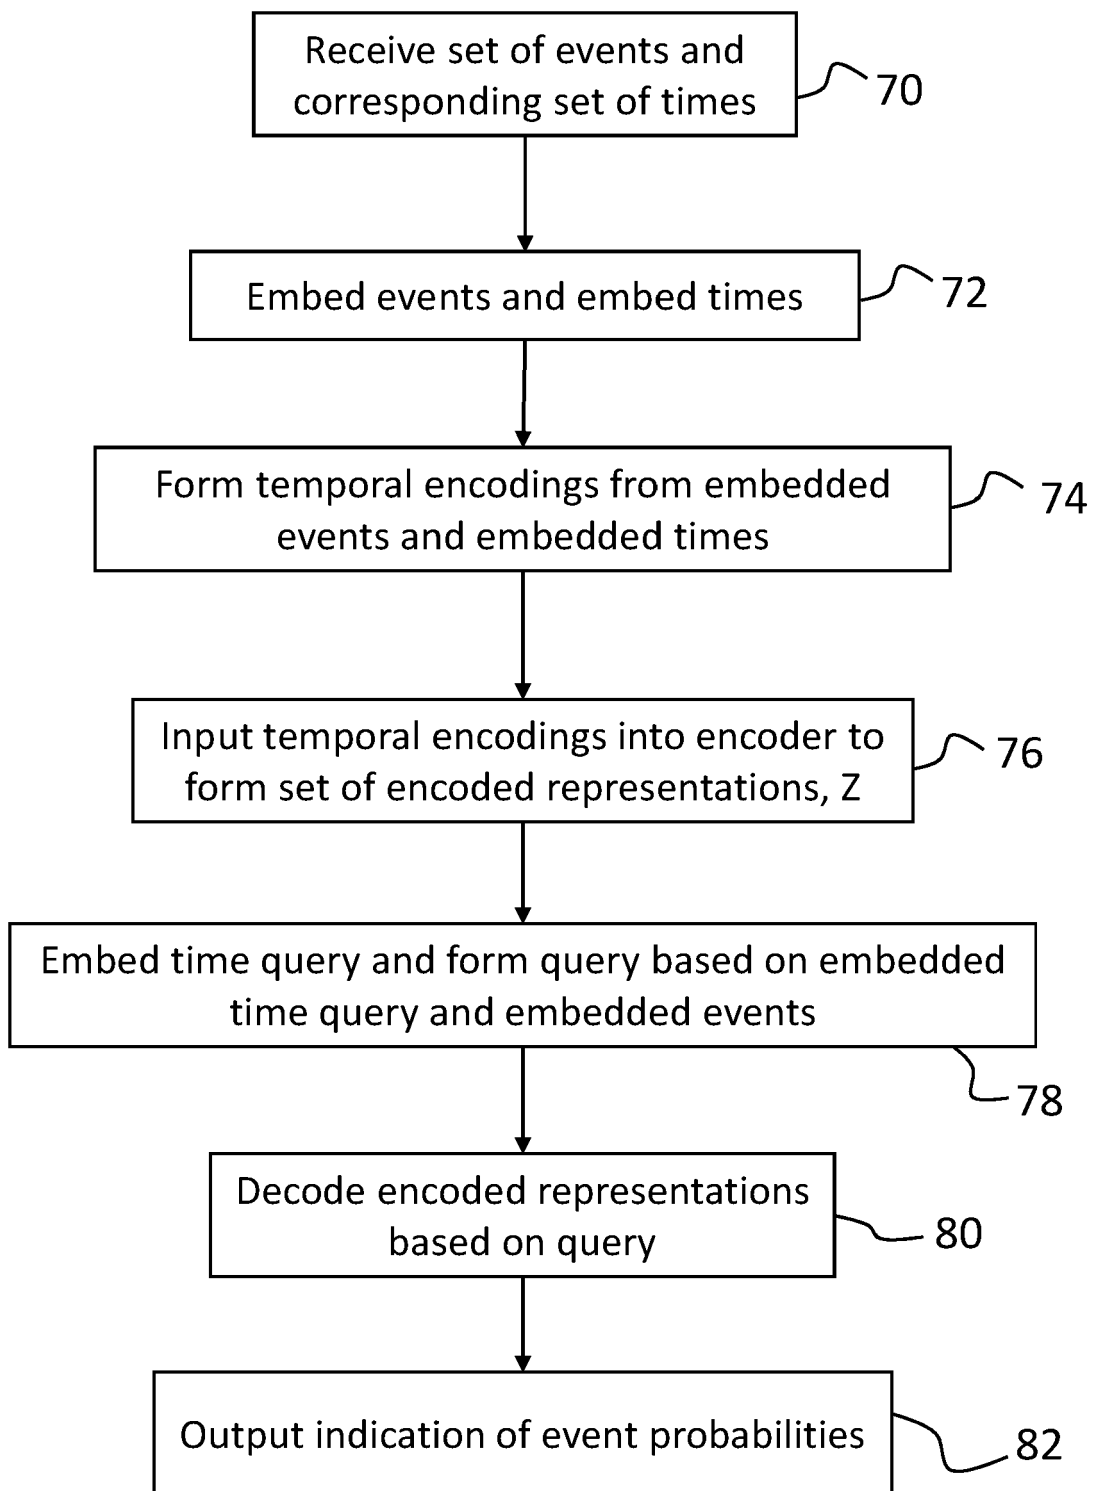 Receive set of events and
corresponding set of times
70
Embed events and embed times
72
Form temporal encodings from embedded
events and embedded times
74
Input temporal encodings into encoder to
form set of encoded representations, Z
76
Embed time query and form query based on embedded
time query and embedded events
78
Decode encoded representations
based on query
80
Output indication of event probabilities
82